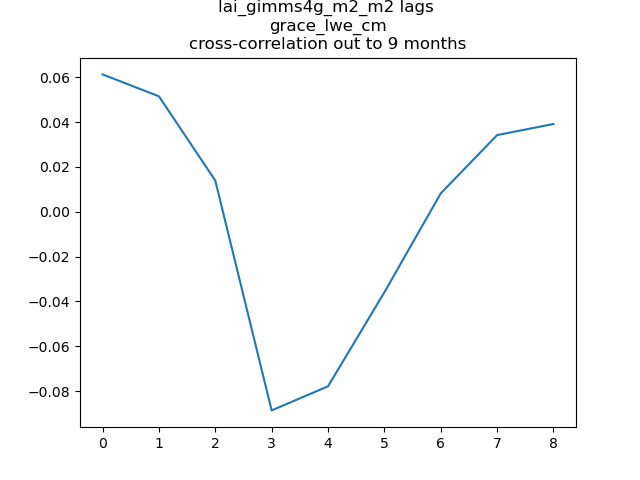 lai_gimms4g_m2_m2 lags
grace_lwe_cm
cross-correlation out to 9 months
0.06
0.04
0.02
0.00
−0.02
−0.04
−0.06
−0.08
0 1 2 3 4 5 6 7 8